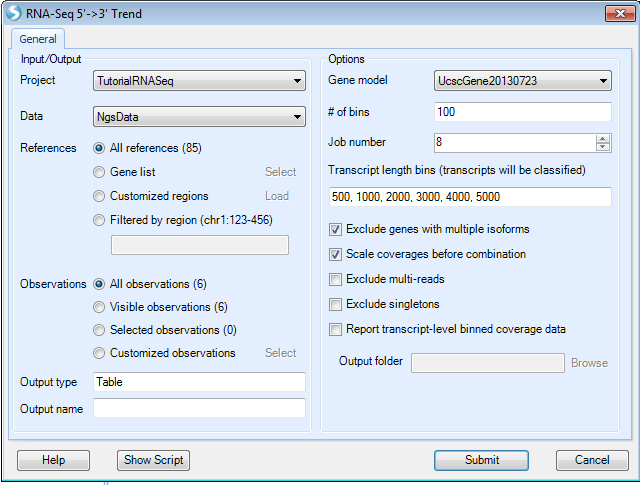 RNA-Seq 5'->3' Trend
General
Input/Output
Project TutorialRNASeq
Data NgsData
References All references (85)
Gene list Select
Customized regions Load
Filtered by region (chr1:123-456)
Observations All observations (6)
Visible observations (6)
Selected observations (0)
Customized observations Select
Output type Table
Output name
Options
Gene model UcscGene20130723
# of bins 100
Job number 8
Transcript length bins (transcripts will be classified)
500, 1000, 2000, 3000, 4000, 5000
Exclude genes with multiple isoforms
Scale coverages before combination
Exclude multi-reads
Exclude singletons
Report transcript-level binned coverage data
Output folder Browse
Help Show Script Submit Cancel